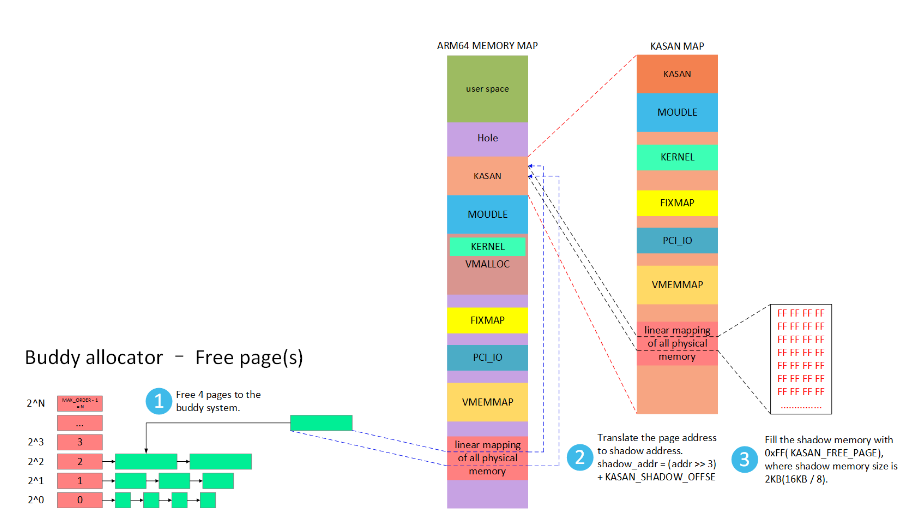 ARM64 MEMORY MAP
user space
Hole
KASAN
MOUDLE
KERNEL
VMALLOC
FIXMAP
PCI_IO
VMEMMAP
linear mapping
of all physical
memory
KASAN MAP
KASAN
MOUDLE
KERNEL
FIXMAP
PCI_IO
VMEMMAP
linear mapping
of all physical
memory
FF FF FF FF
FF FF FF FF
FF FF FF FF
FF FF FF FF
FF FF FF FF
FF FF FF FF
FF FF FF FF
................
Buddy allocator － Free page(s)
1
Free 4 pages to the
buddy system.
2^N
MAX_ORDER - 1
= N
...
2^3
3
2^2
2
2^1
1
2^0
0
2
Translate the page address
to shadow address.
shadow_addr = (addr >> 3)
+ KASAN_SHADOW_OFFSE
3
Fill the shadow memory with
0xFF( KASAN_FREE_PAGE),
where shadow memory size is
2KB(16KB / 8).